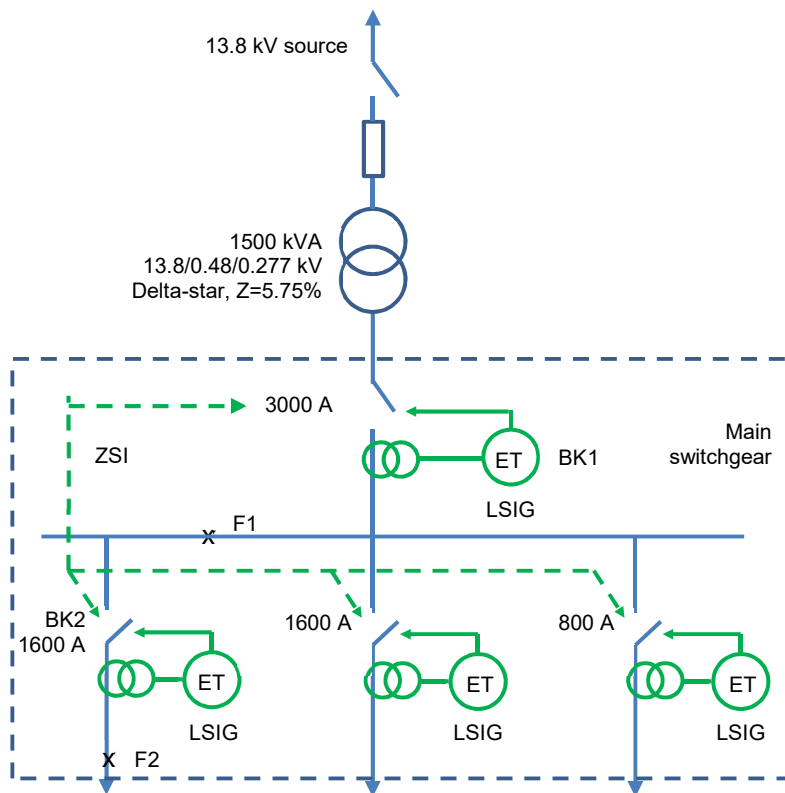 13.8 kV source
1500 kVA
13.8/0.48/0.277 kV
Delta-star, Z=5.75%
3000 A
ZSI
ET
BK1
LSIG
Main
switchgear
x
F1
BK2
1600 A
1600 A
800 A
ET
ET
ET
LSIG
LSIG
LSIG
x
F2